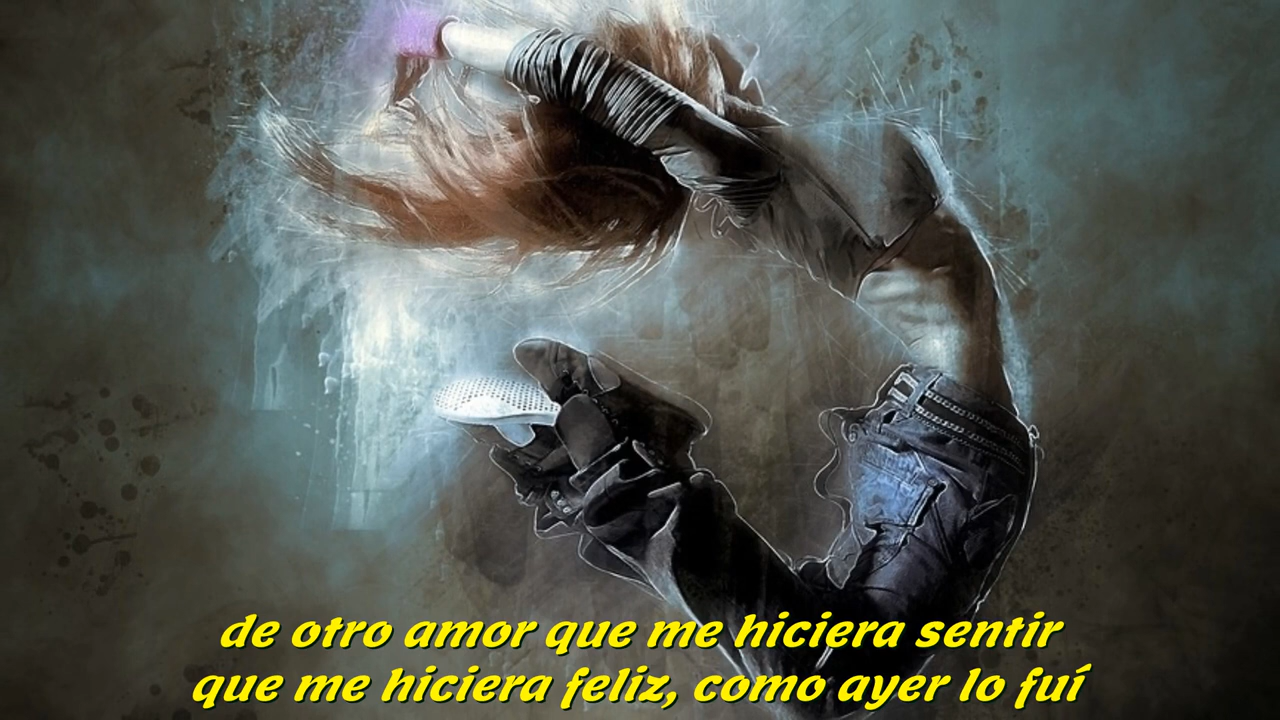 de otro amor que me hiciera sentir
que me hiciera feliz, como ayer lo fuí